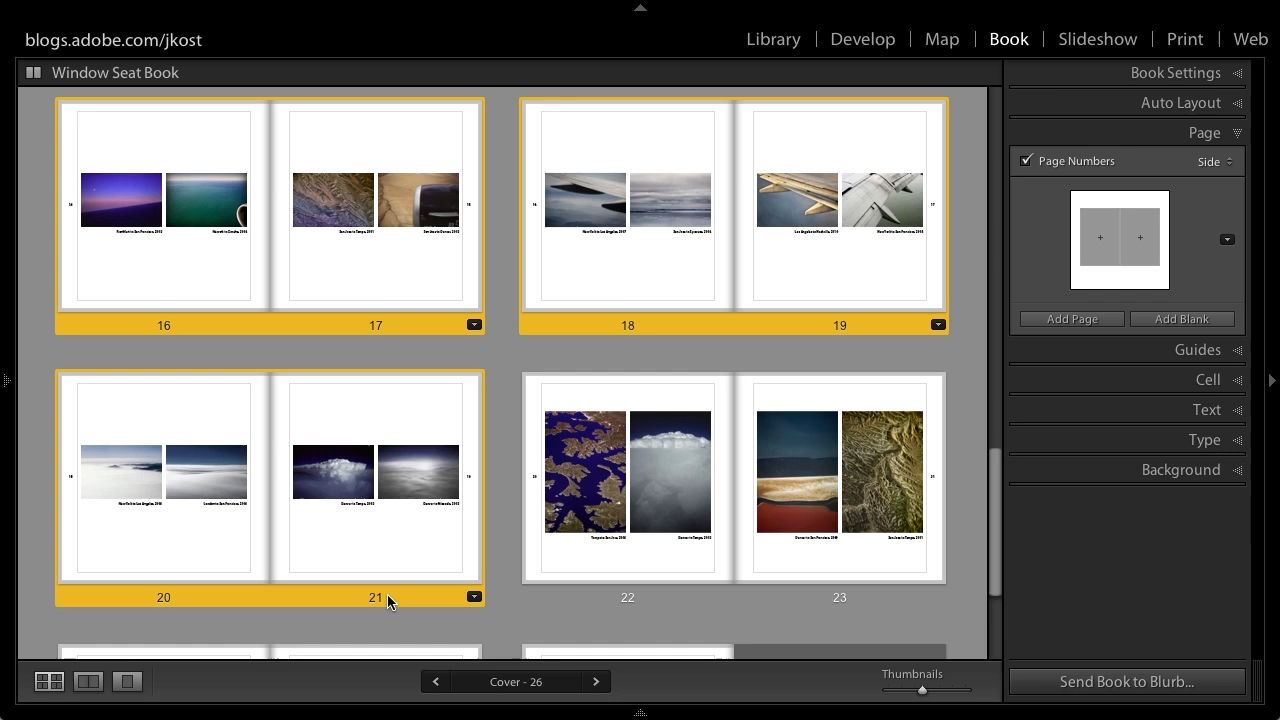 blogs.adobe.com/jkost
Library | Develop | Map | Book | Slideshow | Print | Web
Window Seat Book
Book Settings
Auto Layout
Page
Page Numbers Side
Add Page Add Blank
Guides
Cell
Text
Type
Background
16 17
18 19
20 21
22 23
Cover - 26
Thumbnails
Send Book to Blurb...